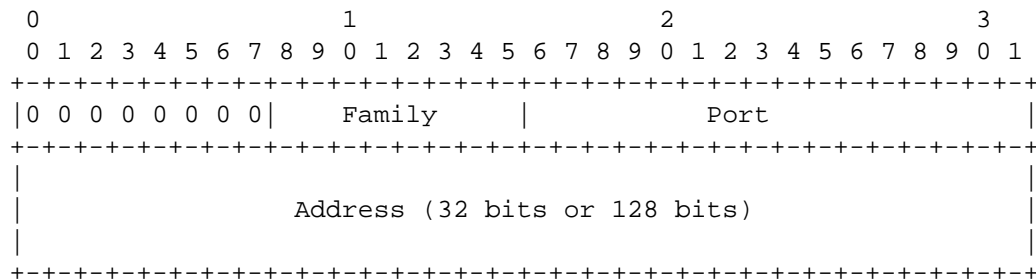 0                   1                   2                   3
 0 1 2 3 4 5 6 7 8 9 0 1 2 3 4 5 6 7 8 9 0 1 2 3 4 5 6 7 8 9 0 1
+-+-+-+-+-+-+-+-+-+-+-+-+-+-+-+-+-+-+-+-+-+-+-+-+-+-+-+-+-+-+-+-+
|0 0 0 0 0 0 0 0|    Family     |           Port                |
+-+-+-+-+-+-+-+-+-+-+-+-+-+-+-+-+-+-+-+-+-+-+-+-+-+-+-+-+-+-+-+-+
|                                                               |
|                 Address (32 bits or 128 bits)                 |
|                                                               |
+-+-+-+-+-+-+-+-+-+-+-+-+-+-+-+-+-+-+-+-+-+-+-+-+-+-+-+-+-+-+-+-+